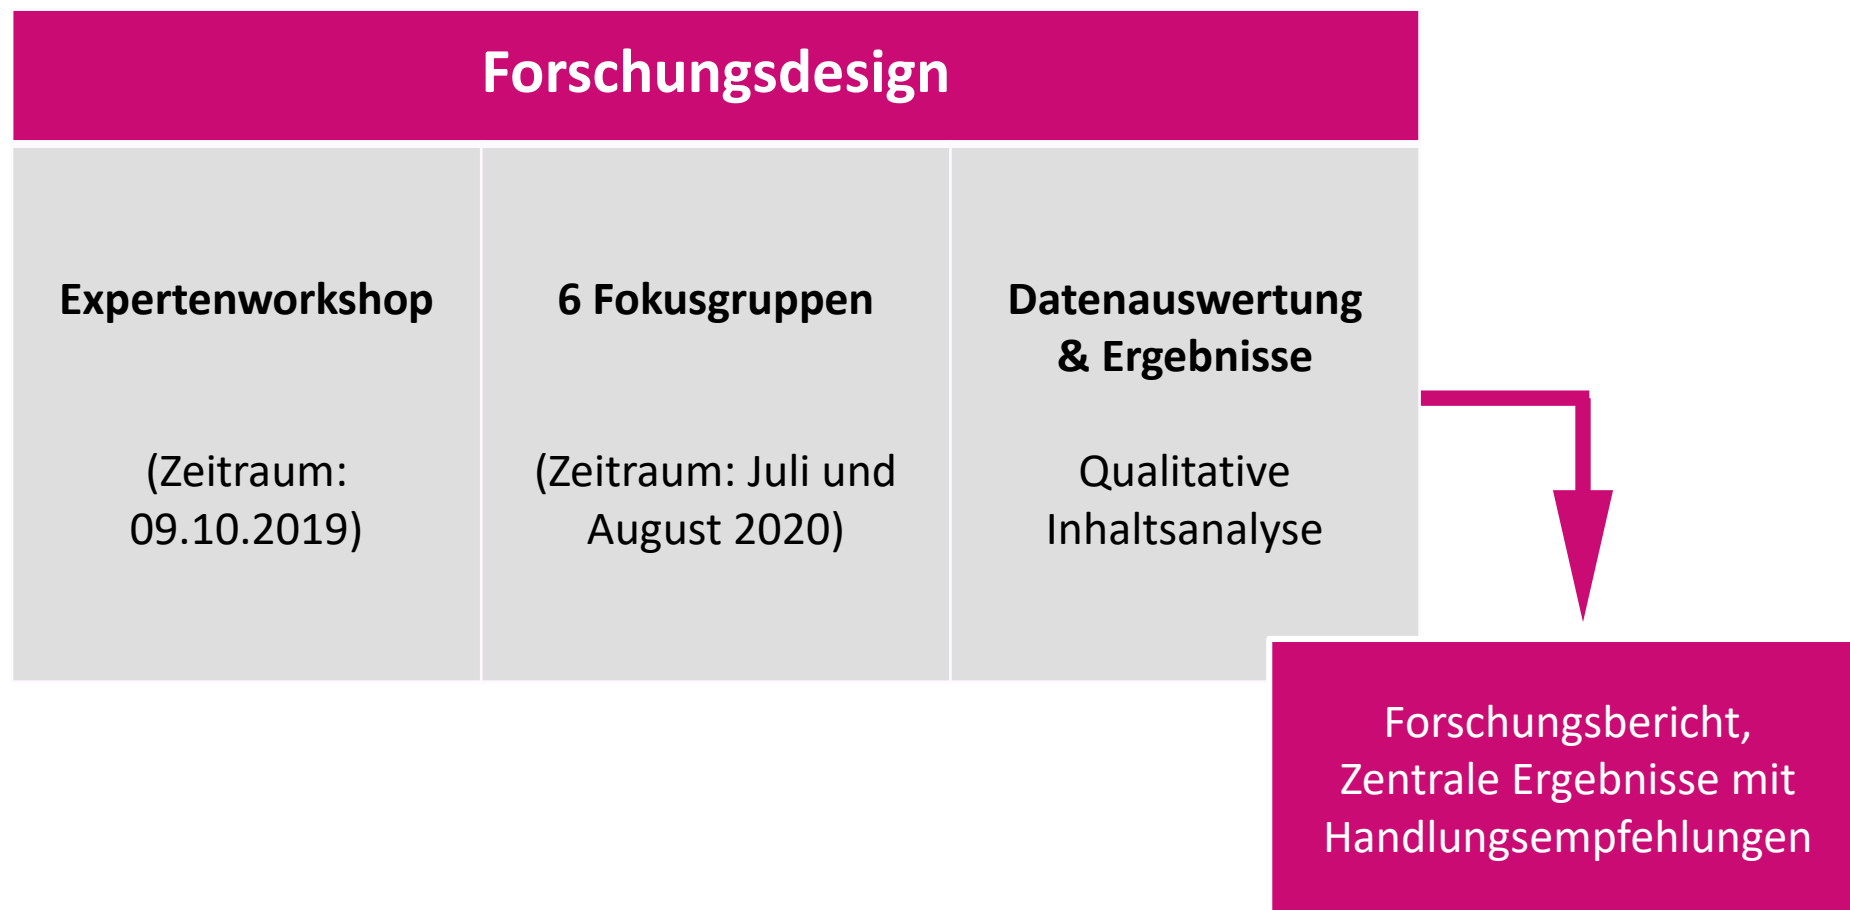 Forschungsdesign
Expertenworkshop
(Zeitraum:
09.10.2019)
6 Fokusgruppen
(Zeitraum: Juli und
August 2020)
Datenauswertung
& Ergebnisse
Qualitative
Inhaltsanalyse
Forschungsbericht,
Zentrale Ergebnisse mit
Handlungsempfehlungen